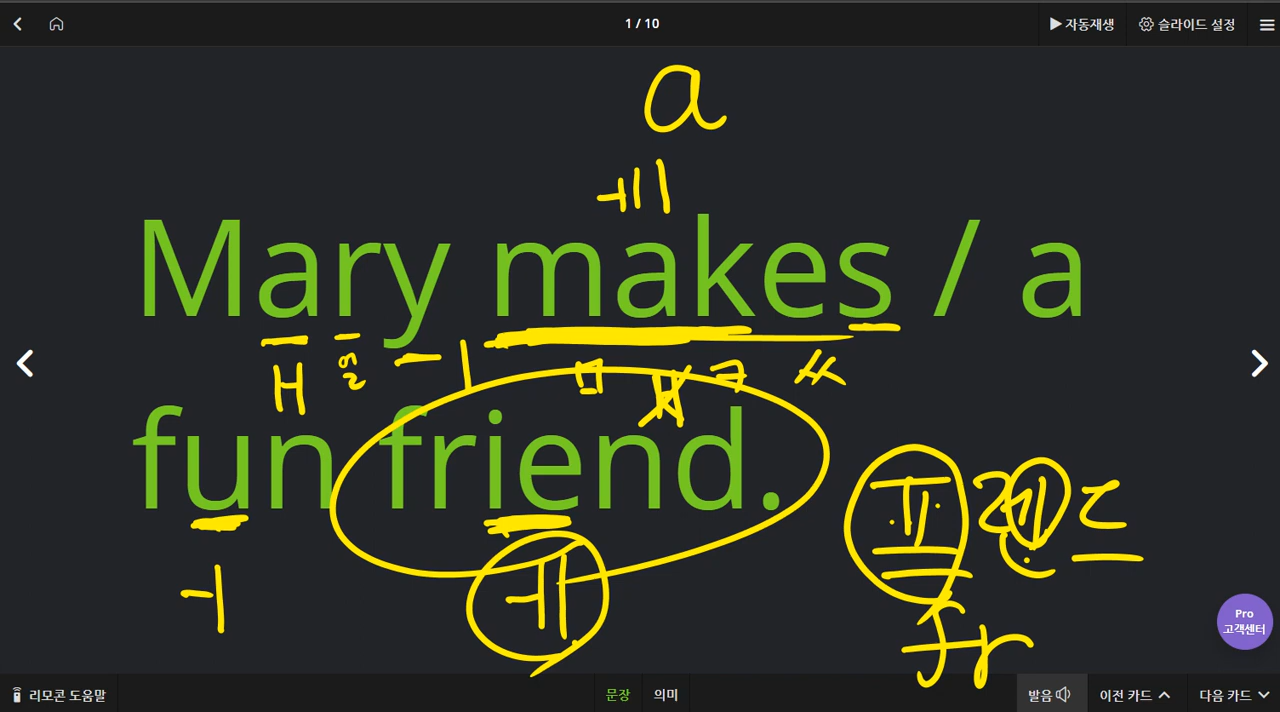 1 / 10
자동재생
슬라이드 설정
a
ㅔㅣ
Mary makes / a
ㅐ ㄹ ㅣ ㅁ ㅋ ㅆ
fun friend.
ㅓ
ㅔ
fr
Pro
고객센터
리모콘 도움말
문장
의미
발음
이전 카드
다음 카드